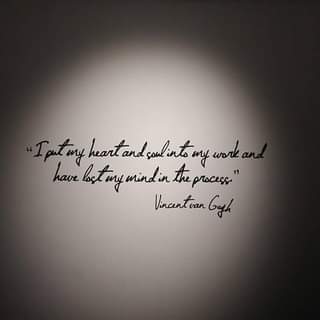 “I put my heart and soul into my work and
have lost my mind in the process.”
Vincent van Gogh